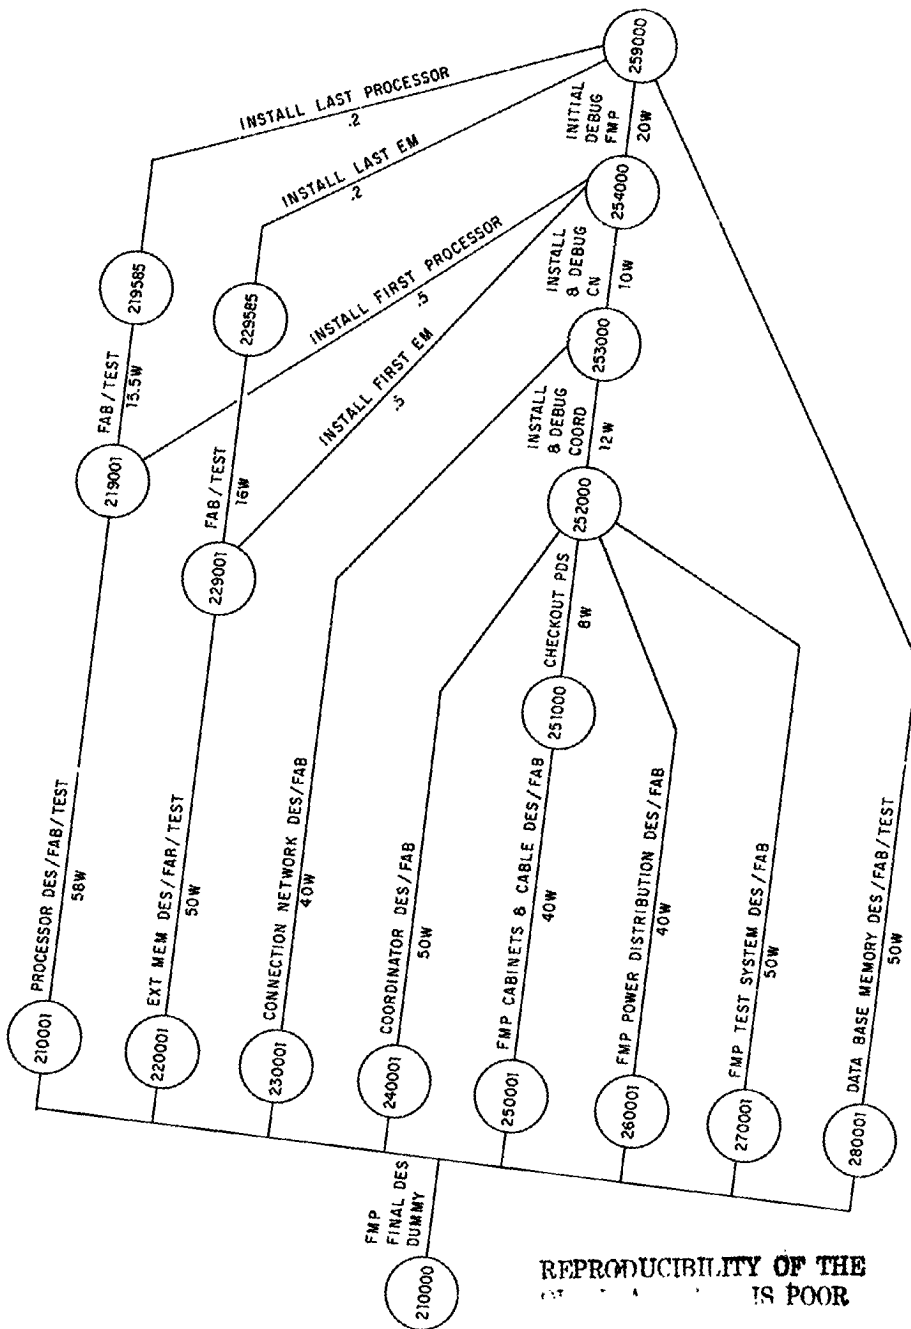 259000
INSTALL LAST PROCESSOR
.2
INITIAL
DEBUG
FMP
20W
INSTALL LAST EM
.2
254000
219585
INSTALL FIRST PROCESSOR
.5
INSTALL
& DEBUG
CN
10W
229585
INSTALL FIRST EM
.5
253000
FAB/TEST
15.5W
INSTALL
& DEBUG
COORD
12W
219001
FAB/TEST
16W
252000
229001
CHECKOUT PDS
8W
251000
PROCESSOR DES/FAB/TEST
58W
210001
EXT MEM DES/FAB/TEST
50W
220001
CONNECTION NETWORK DES/FAB
40W
230001
COORDINATOR DES/FAB
50W
240001
FMP CABINETS & CABLE DES/FAB
40W
250001
FMP POWER DISTRIBUTION DES/FAB
40W
260001
FMP TEST SYSTEM DES/FAB
50W
270001
DATA BASE MEMORY DES/FAB/TEST
50W
280001
FMP
FINAL DES
DUMMY
210000
REPRODUCIBILITY OF THE
IS POOR